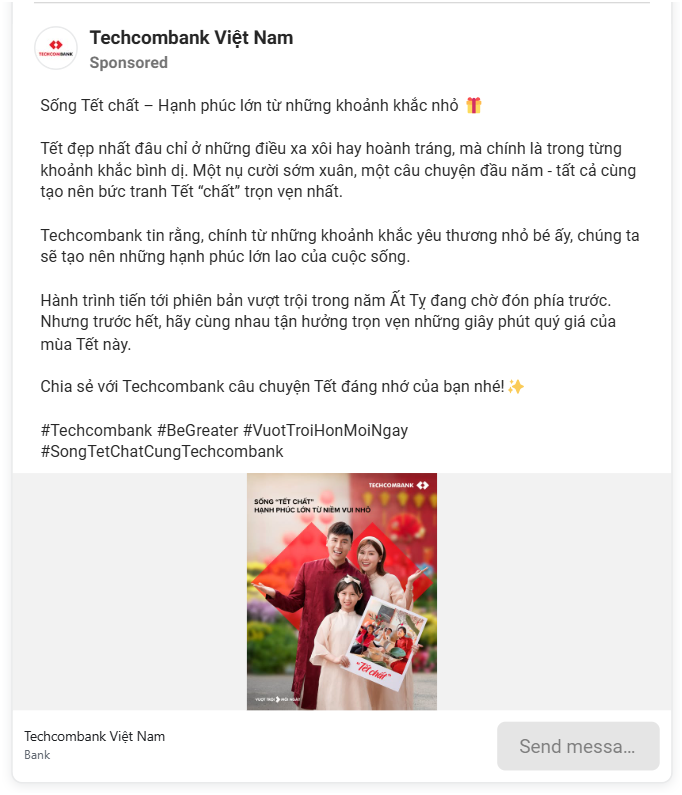 TECHCOMBANK
Techcombank Việt Nam
Sponsored
Sống Tết chất – Hạnh phúc lớn từ những khoảnh khắc nhỏ 🎁
Tết đẹp nhất đâu chỉ ở những điều xa xôi hay hoành tráng, mà chính là trong từng
khoảnh khắc bình dị. Một nụ cười sớm xuân, một câu chuyện đầu năm - tất cả cùng
tạo nên bức tranh Tết “chất” trọn vẹn nhất.
Techcombank tin rằng, chính từ những khoảnh khắc yêu thương nhỏ bé ấy, chúng ta
sẽ tạo nên những hạnh phúc lớn lao của cuộc sống.
Hành trình tiến tới phiên bản vượt trội trong năm Ất Tỵ đang chờ đón phía trước.
Nhưng trước hết, hãy cùng nhau tận hưởng trọn vẹn những giây phút quý giá của
mùa Tết này.
Chia sẻ với Techcombank câu chuyện Tết đáng nhớ của bạn nhé!✨
#Techcombank #BeGreater #VuotTroiHonMoiNgay
#SongTetChatCungTechcombank
TECHCOMBANK
SỐNG “TẾT CHẤT”
HẠNH PHÚC LỚN TỪ NIỀM VUI NHỎ
“Tết chất”
VƯỢT TRỘI MỖI NGÀY
Techcombank Việt Nam
Bank
Send messa...